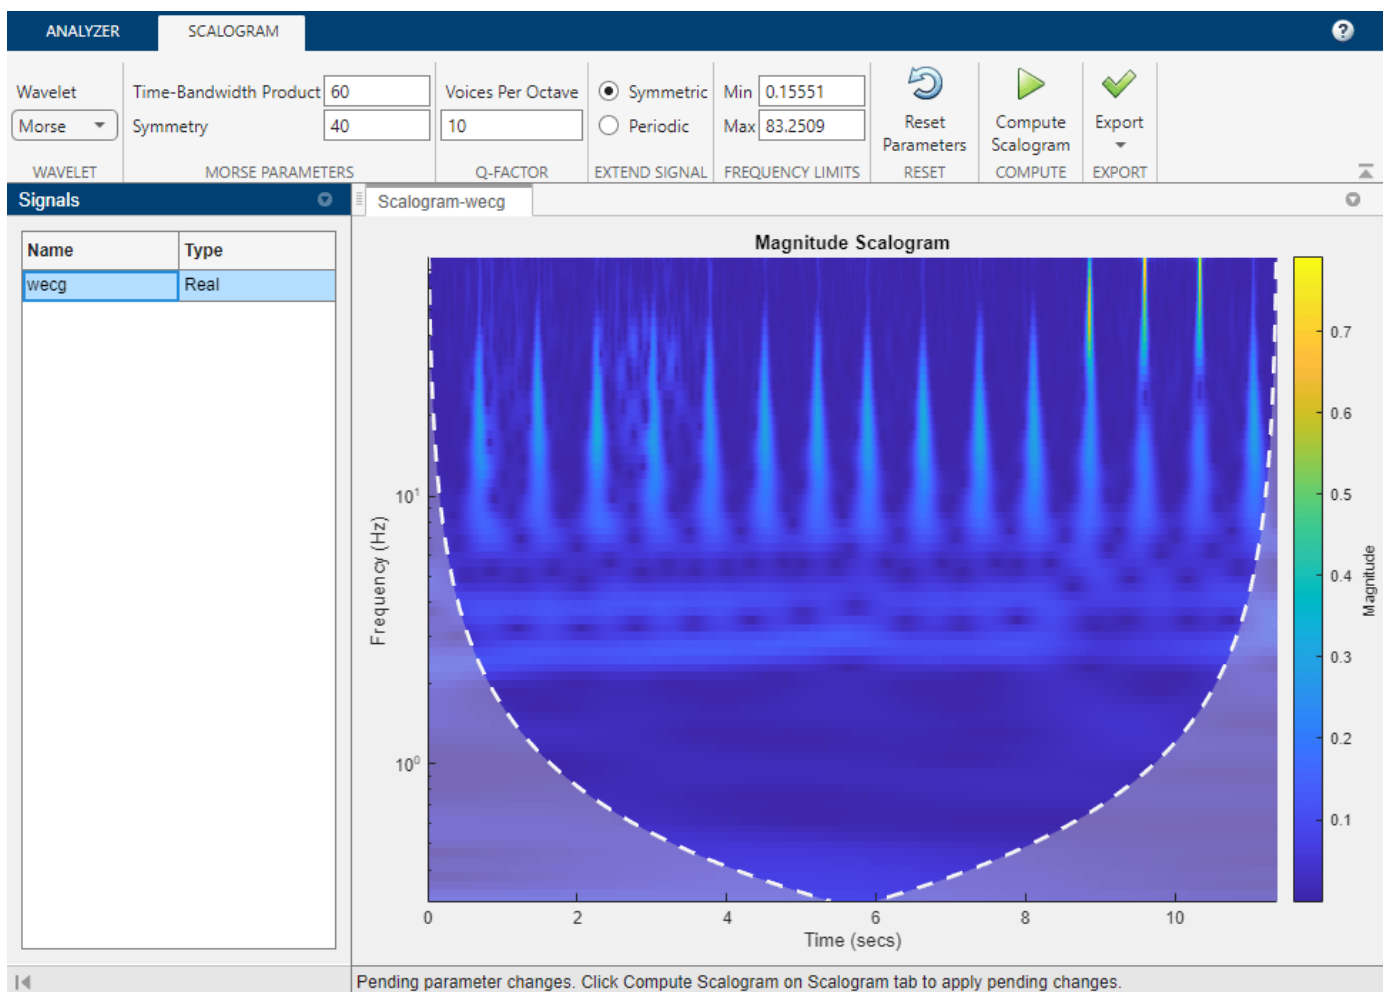 ANALYZER SCALOGRAM ?
Wavelet Time-Bandwidth Product 60 Voices Per Octave Symmetric Min 0.15551
Morse Symmetry 40 10 Periodic Max 83.2509 Reset Parameters Compute Scalogram Export
WAVELET MORSE PARAMETERS Q-FACTOR EXTEND SIGNAL FREQUENCY LIMITS RESET COMPUTE EXPORT
Signals Scalogram-wecg
Name Type
wecg Real
Magnitude Scalogram
Frequency (Hz)
10¹
10⁰
0 2 4 6 8 10
Time (secs)
0.7
0.6
0.5
0.4
0.3
0.2
0.1
Magnitude
Pending parameter changes. Click Compute Scalogram on Scalogram tab to apply pending changes.